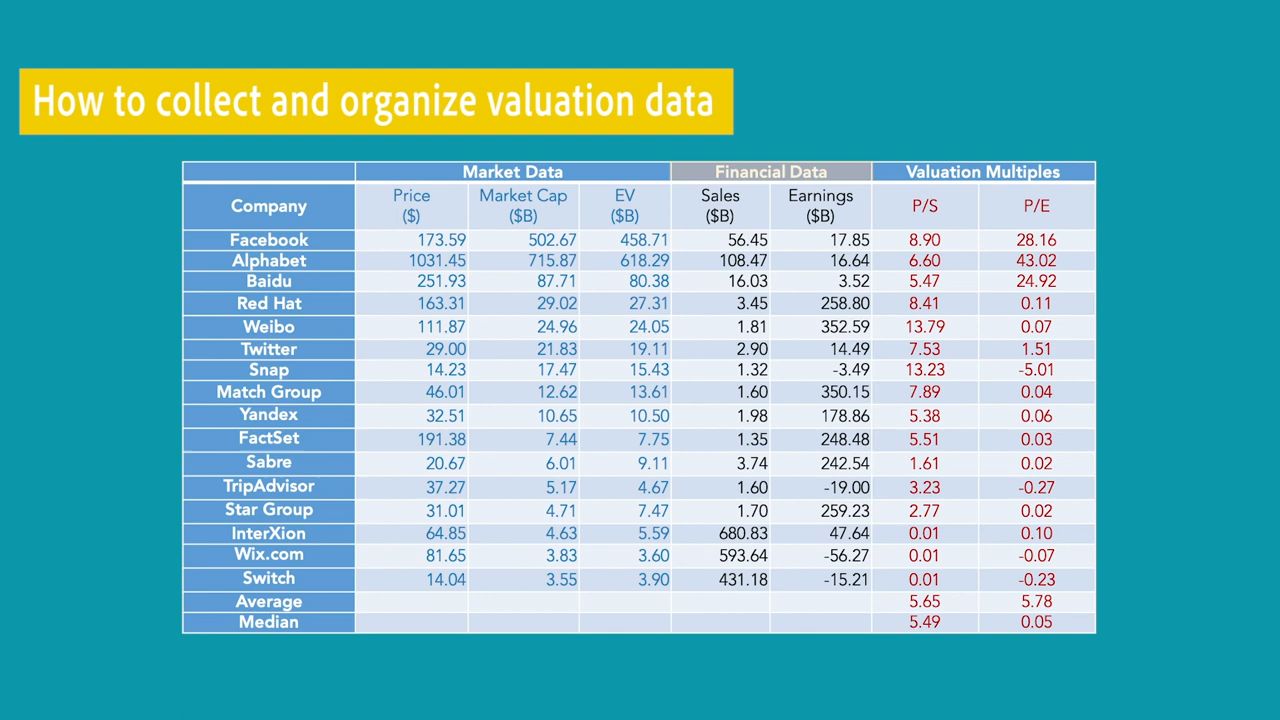 How to collect and organize valuation data
Market Data Financial Data Valuation Multiples
Company Price ($) Market Cap ($B) EV ($B) Sales ($B) Earnings ($B) P/S P/E
Facebook 173.59 502.67 458.71 56.45 17.85 8.90 28.16
Alphabet 1031.45 715.87 618.29 108.47 16.64 6.60 43.02
Baidu 251.93 87.71 80.38 16.03 3.52 5.47 24.92
Red Hat 163.31 29.02 27.31 3.45 258.80 8.41 0.11
Weibo 111.87 24.96 24.05 1.81 352.59 13.79 0.07
Twitter 29.00 21.83 19.11 2.90 14.49 7.53 1.51
Snap 14.23 17.47 15.43 1.32 -3.49 13.23 -5.01
Match Group 46.01 12.62 13.61 1.60 350.15 7.89 0.04
Yandex 32.51 10.65 10.50 1.98 178.86 5.38 0.06
FactSet 191.38 7.44 7.75 1.35 248.48 5.51 0.03
Sabre 20.67 6.01 9.11 3.74 242.54 1.61 0.02
TripAdvisor 37.27 5.17 4.67 1.60 -19.00 3.23 -0.27
Star Group 31.01 4.71 7.47 1.70 259.23 2.77 0.02
InterXion 64.85 4.63 5.59 680.83 47.64 0.01 0.10
Wix.com 81.65 3.83 3.60 593.64 -56.27 0.01 -0.07
Switch 14.04 3.55 3.90 431.18 -15.21 0.01 -0.23
Average 5.65 5.78
Median 5.49 0.05